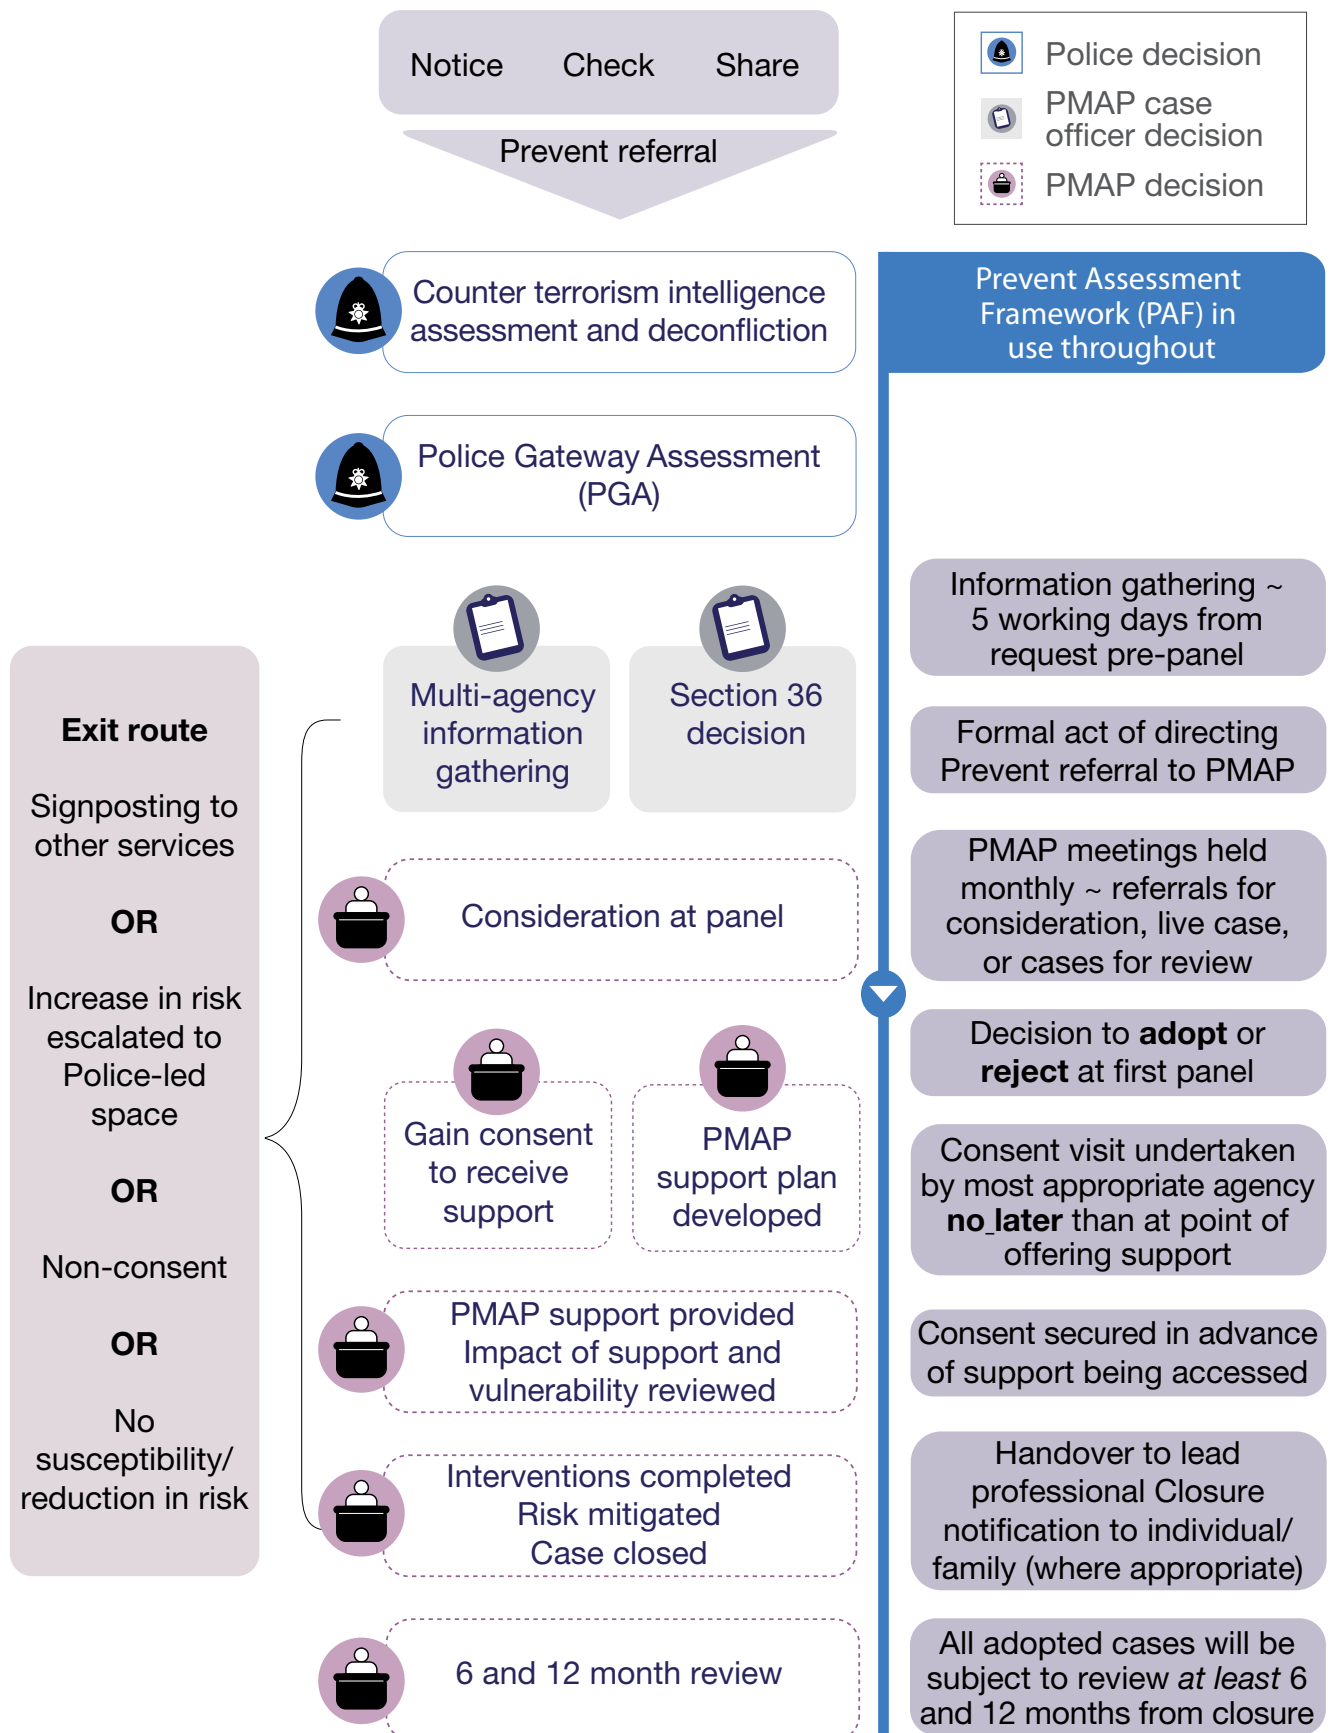 Notice Check Share
Prevent referral
Police decision
PMAP case
officer decision
PMAP decision
Counter terrorism intelligence
assessment and deconfliction
Prevent Assessment
Framework (PAF) in
use throughout
Police Gateway Assessment
(PGA)
Multi-agency
information
gathering
Section 36
decision
Information gathering ~
5 working days from
request pre-panel
Formal act of directing
Prevent referral to PMAP
Exit route
Signposting to
other services
OR
Increase in risk
escalated to
Police-led
space
OR
Non-consent
OR
No
susceptibility/
reduction in risk
Consideration at panel
PMAP meetings held
monthly ~ referrals for
consideration, live case,
or cases for review
Decision to adopt or
reject at first panel
Gain consent
to receive
support
PMAP
support plan
developed
Consent visit undertaken
by most appropriate agency
no_later than at point of
offering support
PMAP support provided
Impact of support and
vulnerability reviewed
Consent secured in advance
of support being accessed
Interventions completed
Risk mitigated
Case closed
Handover to lead
professional Closure
notification to individual/
family (where appropriate)
6 and 12 month review
All adopted cases will be
subject to review at least 6
and 12 months from closure